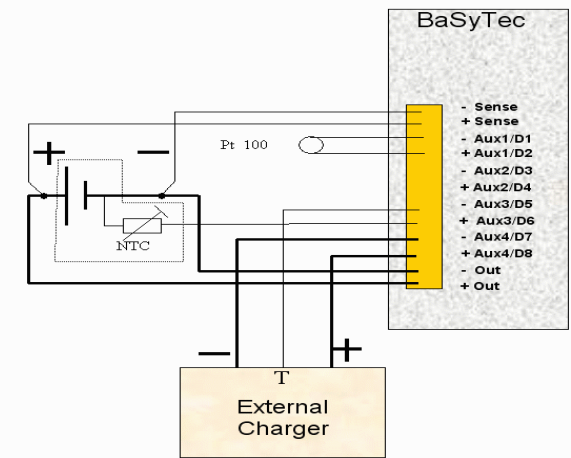 BaSyTec
- Sense
+ Sense
- Aux1/D1
+ Aux1/D2
- Aux2/D3
+ Aux2/D4
- Aux3/D5
+ Aux3/D6
- Aux4/D7
+ Aux4/D8
- Out
+ Out
Pt 100
+ −
NTC
− +
T
External
Charger